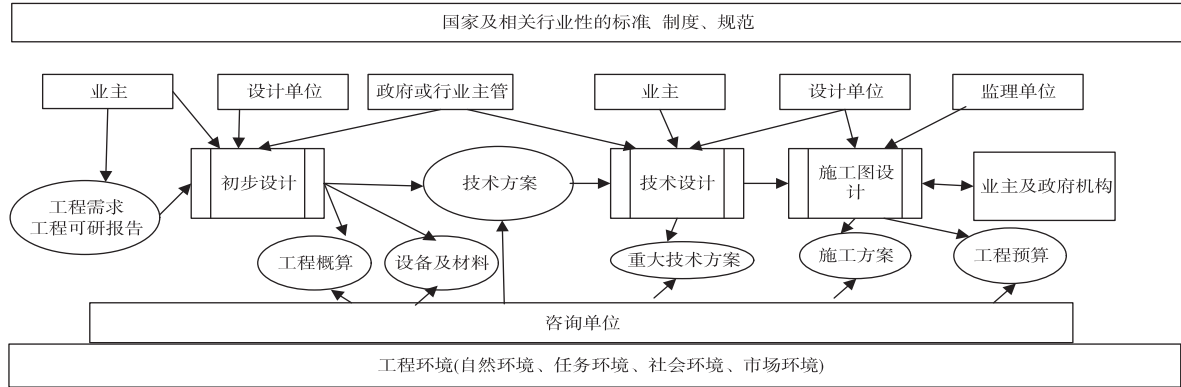 国家及相关行业性的标准 制度、规范
业主
设计单位
政府或行业主管
业主
设计单位
监理单位
初步设计
技术方案
技术设计
施工图设
计
业主及政府机构
工程需求
工程可研报告
工程概算
设备及材料
重大技术方案
施工方案
工程预算
咨询单位
工程环境(自然环境、任务环境、社会环境、市场环境)